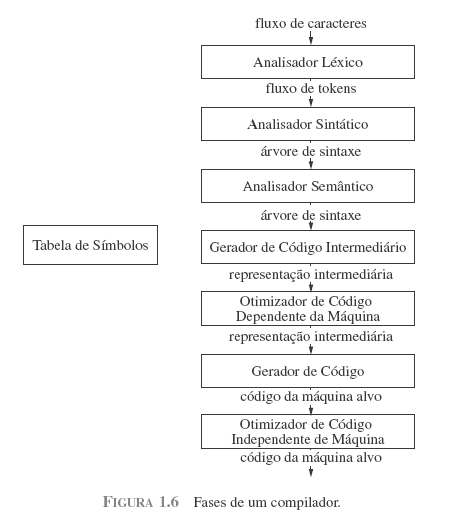 fluxo de caracteres
Analisador Léxico
fluxo de tokens
Analisador Sintático
árvore de sintaxe
Analisador Semântico
árvore de sintaxe
Tabela de Símbolos
Gerador de Código Intermediário
representação intermediária
Otimizador de Código
Dependente da Máquina
representação intermediária
Gerador de Código
código da máquina alvo
Otimizador de Código
Independente de Máquina
código da máquina alvo
FIGURA 1.6 Fases de um compilador.